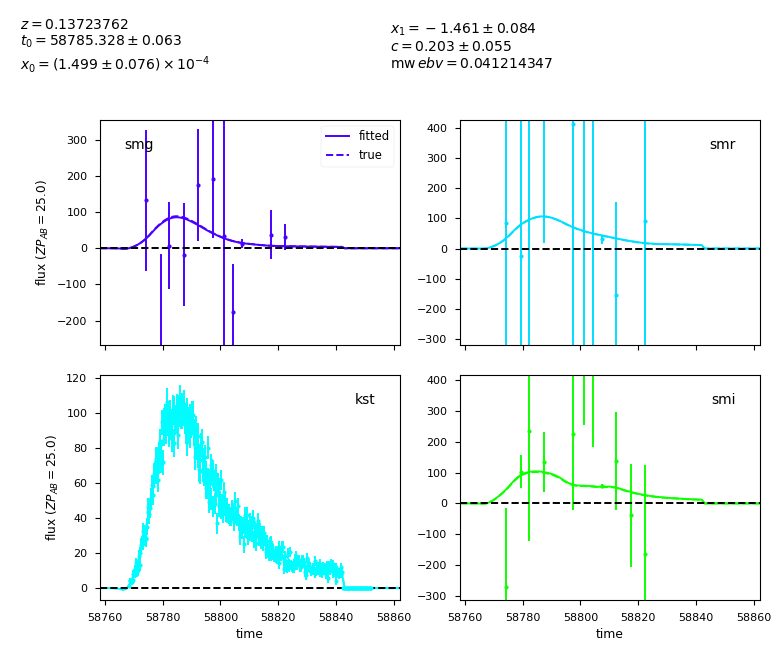 z = 0.13723762
t0 = 58785.328 ± 0.063
x0 = (1.499 ± 0.076) × 10^−4
x1 = −1.461 ± 0.084
c = 0.203 ± 0.055
mwebv = 0.041214347
smg
fitted
true
300
200
100
0
−100
−200
flux (ZP_AB = 25.0)
smr
400
300
200
100
0
−100
−200
−300
kst
120
100
80
60
40
20
0
flux (ZP_AB = 25.0)
58760 58780 58800 58820 58840 58860
time
smi
400
300
200
100
0
−100
−200
−300
58760 58780 58800 58820 58840 58860
time